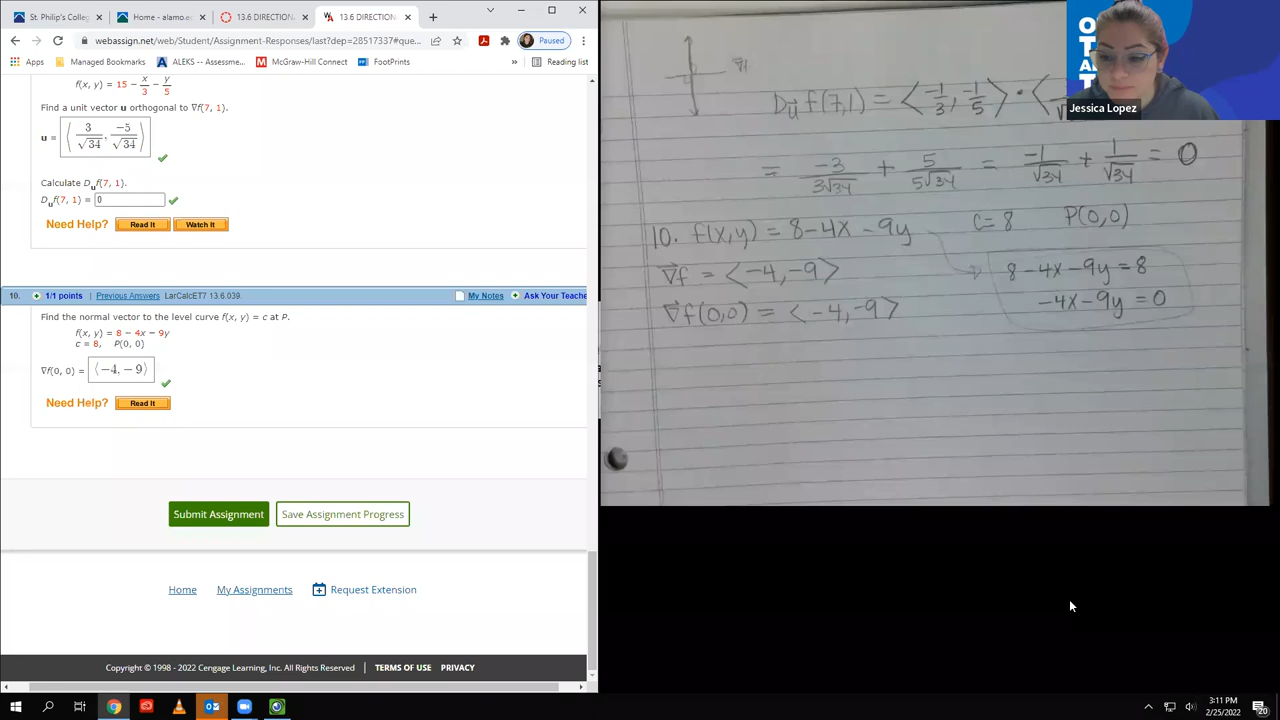 St. Philip's Colleg
Home - alamo.ec
13.6 DIRECTION
13.6 DIRECTION
webassign.net/web/Student/Assignment-Responses/last?dep=28517337#que...
Paused
Apps
Managed Bookmarks
ALEKS -- Assessme...
McGraw-Hill Connect
FootPrints
»
Reading list
f(x, y) = 15 − x/3 − y/5
Find a unit vector u orthogonal to ∇f(7, 1).
u = ⟨3/√34, −5/√34⟩
Calculate D_u f(7, 1).
D_u f(7, 1) = 0
Need Help? Read It Watch It
10. 1/1 points | Previous Answers LarCalcET7 13.6.039. My Notes Ask Your Teache
Find the normal vector to the level curve f(x, y) = c at P.
f(x, y) = 8 − 4x − 9y
c = 8, P(0, 0)
∇f(0, 0) = ⟨−4, −9⟩
Need Help? Read It
Submit Assignment Save Assignment Progress
Home My Assignments Request Extension
Copyright © 1998 - 2022 Cengage Learning, Inc. All Rights Reserved TERMS OF USE PRIVACY
D_u f(7,1) = ⟨-1/3, -1/5⟩ · ⟨
= -3/3√34 + 5/5√34 = -1/√34 + 1/√34 = 0
10. f(x,y) = 8-4x-9y c=8 P(0,0)
∇f = ⟨-4,-9⟩
8-4x-9y=8
-4x-9y=0
∇f(0,0) = ⟨-4,-9⟩
Jessica Lopez
3:11 PM
2/25/2022
20